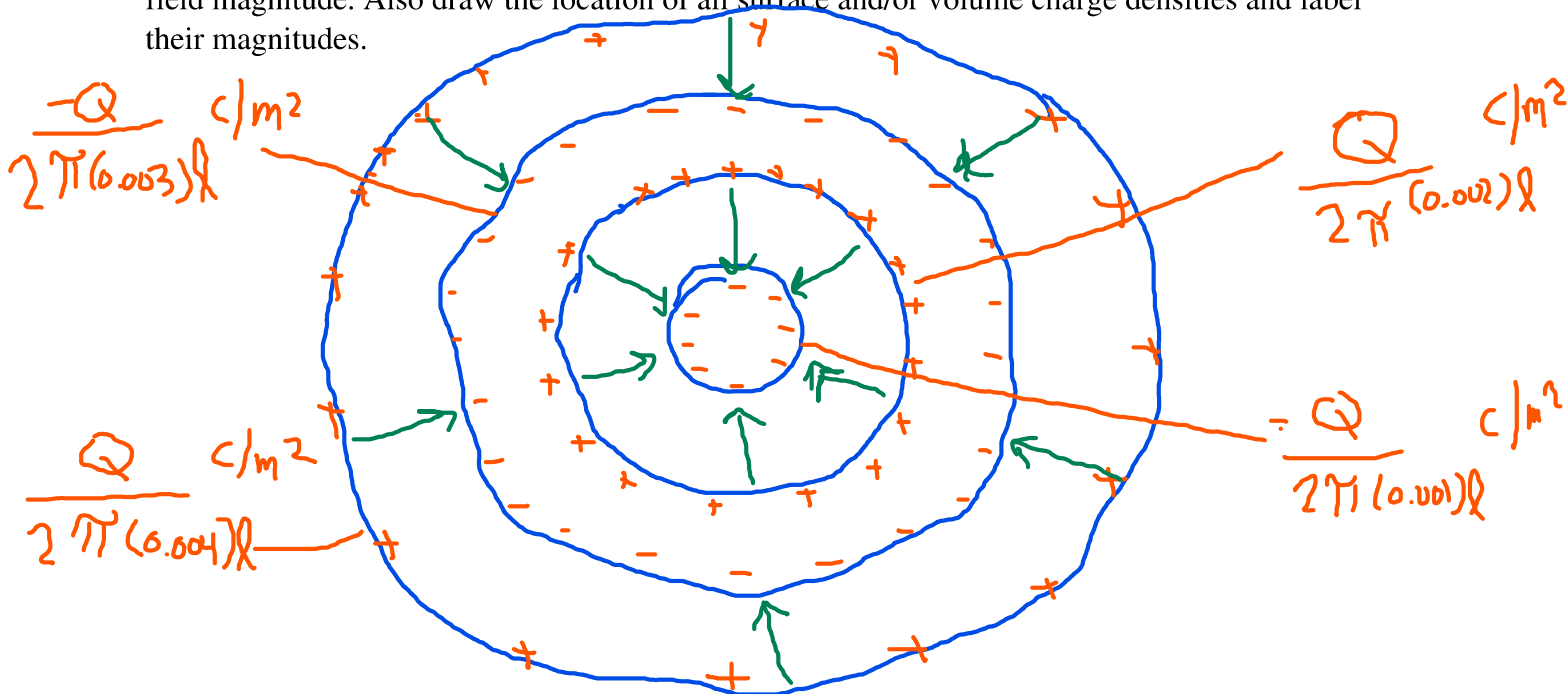 field magnitude. Also draw the location of all surface and/or volume charge densities and label
their magnitudes.
-Q C/m²
2π(0.003)l
Q C/m²
2π(0.002)l
Q C/m²
2π(0.004)l
-Q C/m²
2π(0.001)l